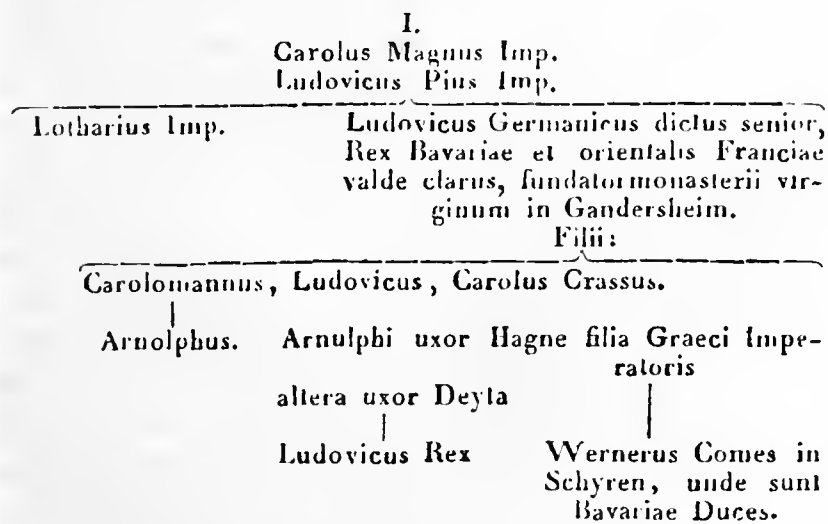 I.
Carolus Magnus Imp.
Ludovicus Pius Imp.
Lotharius Imp.
Ludovicus Germanicus dictus senior,
Rex Bavariae et orientalis Franciae
valde clarus, fundator monasterii vir-
ginum in Gandersheim.
Filii:
Carolomannus, Ludovicus, Carolus Crassus.
Arnolphus.
Arnulphi uxor Hagne filia Graeci Impe-
ratoris
altera uxor Deyta
Ludovicus Rex
Wernerus Comes in
Schyren, unde sunt
Bavariae Duces.